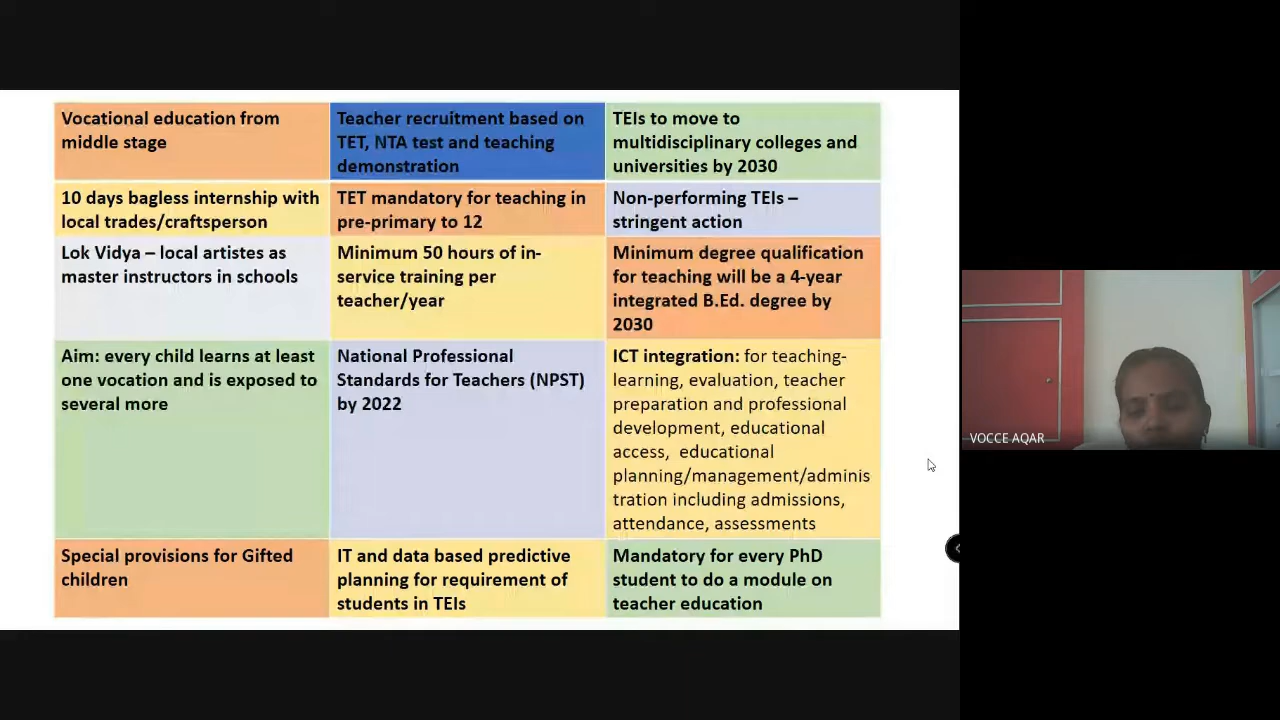 Vocational education from
middle stage
Teacher recruitment based on
TET, NTA test and teaching
demonstration
TEIs to move to
multidisciplinary colleges and
universities by 2030
10 days bagless internship with
local trades/craftsperson
TET mandatory for teaching in
pre-primary to 12
Non-performing TEIs –
stringent action
Lok Vidya – local artistes as
master instructors in schools
Minimum 50 hours of in-
service training per
teacher/year
Minimum degree qualification
for teaching will be a 4-year
integrated B.Ed. degree by
2030
Aim: every child learns at least
one vocation and is exposed to
several more
National Professional
Standards for Teachers (NPST)
by 2022
ICT integration: for teaching-
learning, evaluation, teacher
preparation and professional
development, educational
access, educational
planning/management/adminis
tration including admissions,
attendance, assessments
Special provisions for Gifted
children
IT and data based predictive
planning for requirement of
students in TEIs
Mandatory for every PhD
student to do a module on
teacher education
VOCCE AQAR